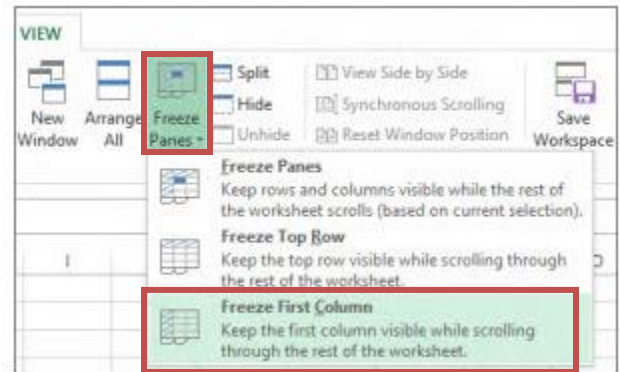 VIEW
New Window
Arrange All
Freeze Panes
Split
Hide
Unhide
View Side by Side
Synchronous Scrolling
Reset Window Position
Save Workspace
Freeze Panes
Keep rows and columns visible while the rest of
the worksheet scrolls (based on current selection).
Freeze Top Row
Keep the top row visible while scrolling through
the rest of the worksheet.
Freeze First Column
Keep the first column visible while scrolling
through the rest of the worksheet.
I